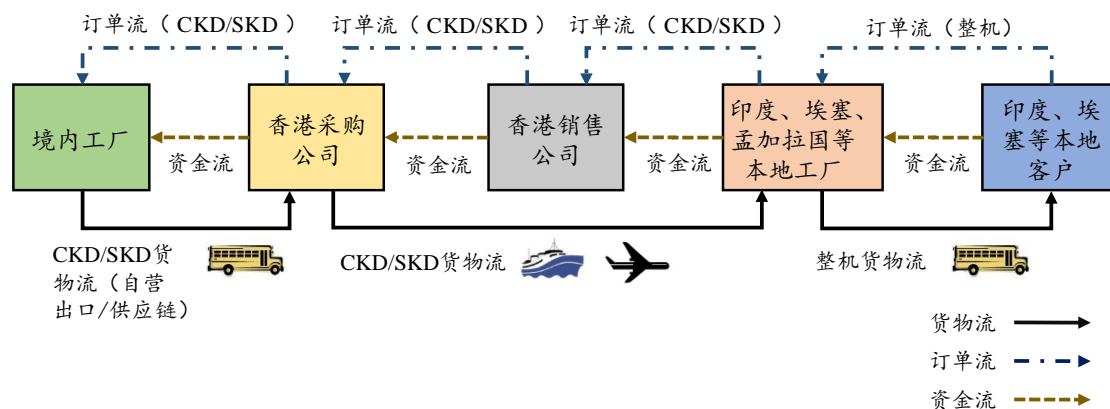 订单流（CKD/SKD）
订单流（CKD/SKD）
订单流（CKD/SKD）
订单流（整机）
境内工厂
香港采购
公司
香港销售
公司
印度、埃塞、
孟加拉国等
本地工厂
印度、埃
塞等本地
客户
资金流
资金流
资金流
资金流
CKD/SKD货
物流（自营
出口/供应链）
CKD/SKD货物流
整机货物流
货物流
订单流
资金流